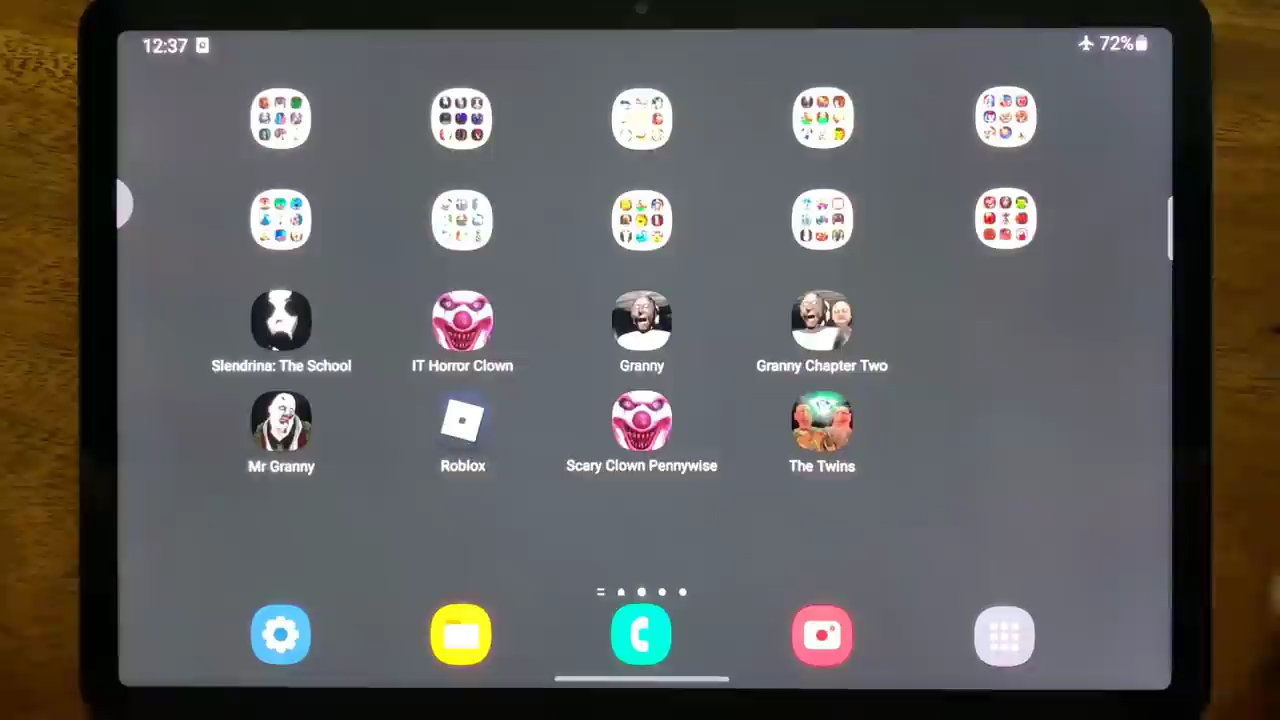 12:37
72%
Slendrina: The School
IT Horror Clown
Granny
Granny Chapter Two
Mr Granny
Roblox
Scary Clown Pennywise
The Twins